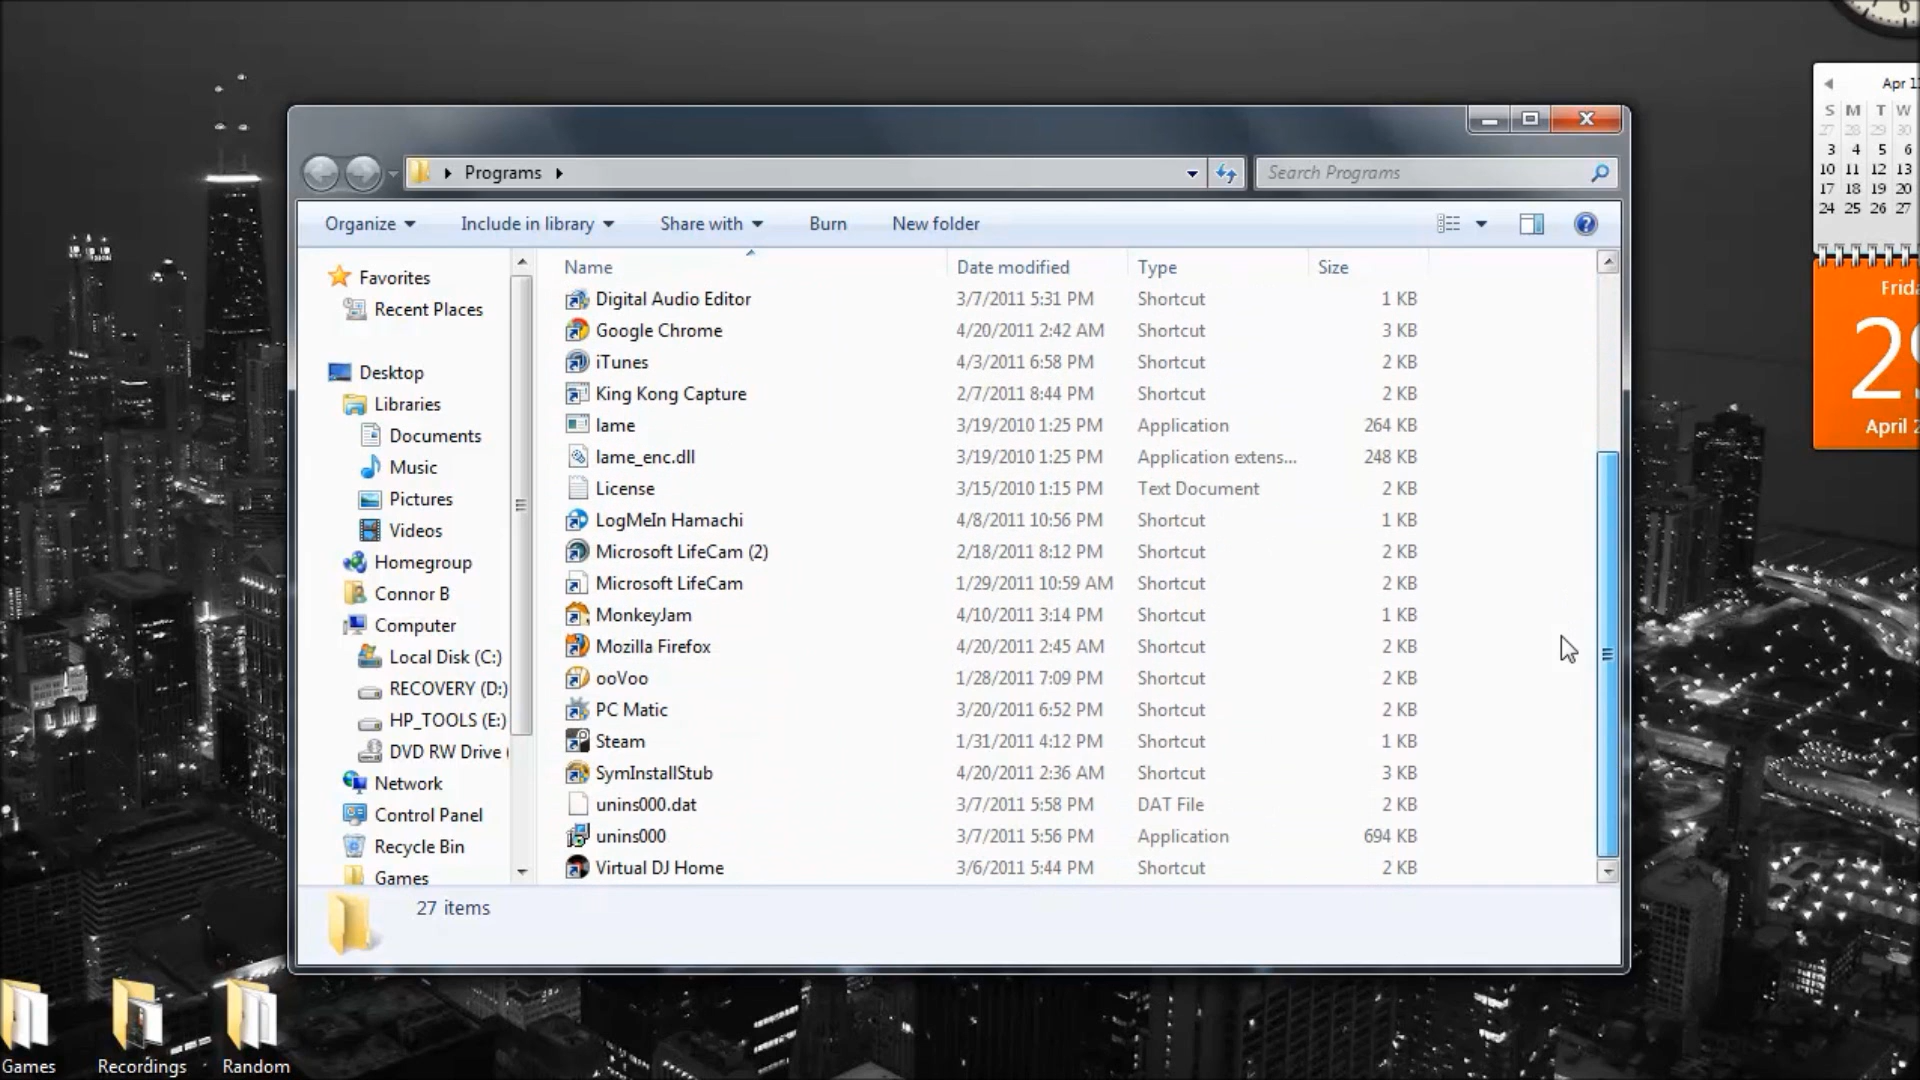 6
Apr 1
S M T W
27 28 29 30
3 4 5 6
10 11 12 13
17 18 19 20
24 25 26 27
Frida
29
April 2
Programs
Search Programs
Organize
Include in library
Share with
Burn
New folder
Favorites
Recent Places
Desktop
Libraries
Documents
Music
Pictures
Videos
Homegroup
Connor B
Computer
Local Disk (C:)
RECOVERY (D:)
HP_TOOLS (E:)
DVD RW Drive (
Network
Control Panel
Recycle Bin
Games
Name Date modified Type Size
Digital Audio Editor 3/7/2011 5:31 PM Shortcut 1 KB
Google Chrome 4/20/2011 2:42 AM Shortcut 3 KB
iTunes 4/3/2011 6:58 PM Shortcut 2 KB
King Kong Capture 2/7/2011 8:44 PM Shortcut 2 KB
lame 3/19/2010 1:25 PM Application 264 KB
lame_enc.dll 3/19/2010 1:25 PM Application extens... 248 KB
License 3/15/2010 1:15 PM Text Document 2 KB
LogMeIn Hamachi 4/8/2011 10:56 PM Shortcut 1 KB
Microsoft LifeCam (2) 2/18/2011 8:12 PM Shortcut 2 KB
Microsoft LifeCam 1/29/2011 10:59 AM Shortcut 2 KB
MonkeyJam 4/10/2011 3:14 PM Shortcut 1 KB
Mozilla Firefox 4/20/2011 2:45 AM Shortcut 2 KB
ooVoo 1/28/2011 7:09 PM Shortcut 2 KB
PC Matic 3/20/2011 6:52 PM Shortcut 2 KB
Steam 1/31/2011 4:12 PM Shortcut 1 KB
SymInstallStub 4/20/2011 2:36 AM Shortcut 3 KB
unins000.dat 3/7/2011 5:58 PM DAT File 2 KB
unins000 3/7/2011 5:56 PM Application 694 KB
Virtual DJ Home 3/6/2011 5:44 PM Shortcut 2 KB
27 items
Games
Recordings
Random